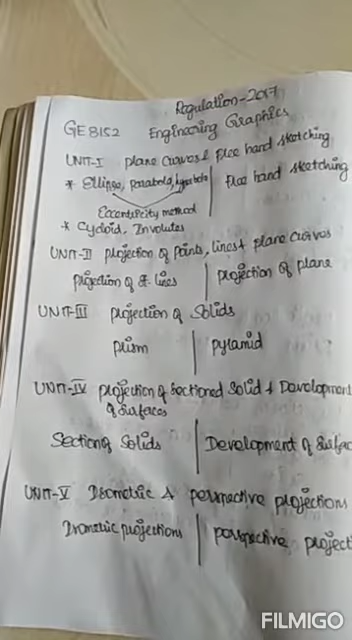 Regulation-2017
GE8152 Engineering Graphics
UNIT-I plane curves & Free hand sketching
* Ellipse, parabola, hyperbola | Free hand sketching
Eccentricity method
* Cycloid, Involutes
UNIT-II projection of points, lines & plane curves
projection of st. lines | projection of plane
UNIT-III projection of Solids
prism | pyramid
UNIT-IV projection of Sectioned Solid & Development
of Surfaces
Section of Solids | Development of Surfac
UNIT-V Isometric & perspective projections
Isometric projections | perspective project
FILMIGO